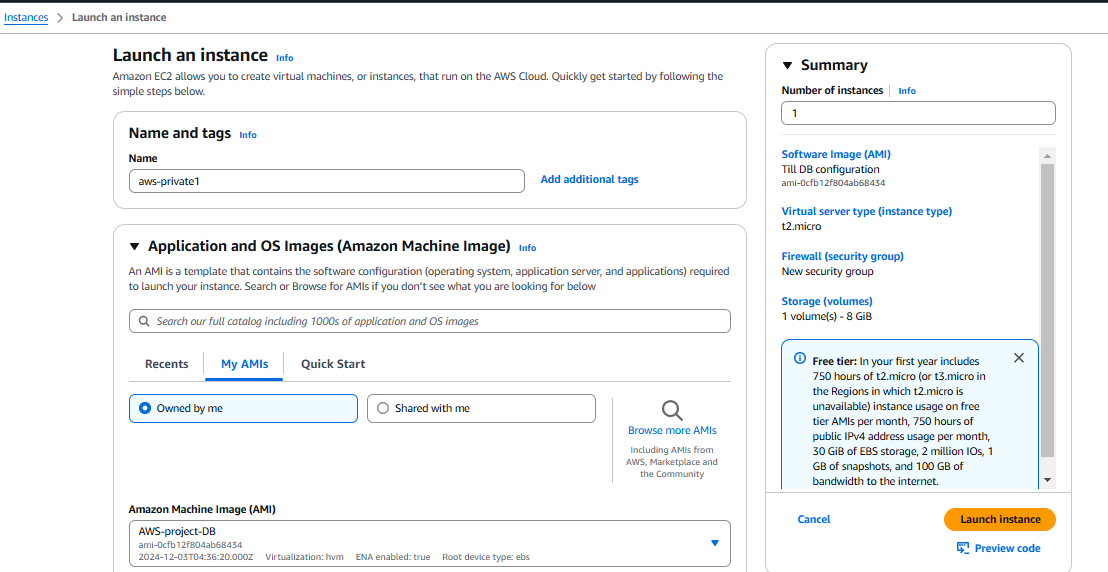 Instances > Launch an instance
Launch an instance Info
Amazon EC2 allows you to create virtual machines, or instances, that run on the AWS Cloud. Quickly get started by following the
simple steps below.
Name and tags Info
Name
aws-private1
Add additional tags
Application and OS Images (Amazon Machine Image) Info
An AMI is a template that contains the software configuration (operating system, application server, and applications) required
to launch your instance. Search or Browse for AMIs if you don't see what you are looking for below
Search our full catalog including 1000s of application and OS images
Recents My AMIs Quick Start
Owned by me
Shared with me
Browse more AMIs
Including AMIs from
AWS, Marketplace and
the Community
Amazon Machine Image (AMI)
AWS-project-DB
ami-0cfb12f804ab68434
2024-12-03T04:36:20.000Z Virtualization: hvm ENA enabled: true Root device type: ebs
Summary
Number of instances Info
1
Software Image (AMI)
Till DB configuration
ami-0cfb12f804ab68434
Virtual server type (instance type)
t2.micro
Firewall (security group)
New security group
Storage (volumes)
1 volume(s) - 8 GiB
Free tier: In your first year includes
750 hours of t2.micro (or t3.micro in
the Regions in which t2.micro is
unavailable) instance usage on free
tier AMIs per month, 750 hours of
public IPv4 address usage per month,
30 GiB of EBS storage, 2 million IOs, 1
GB of snapshots, and 100 GB of
bandwidth to the internet.
Cancel
Launch instance
Preview code